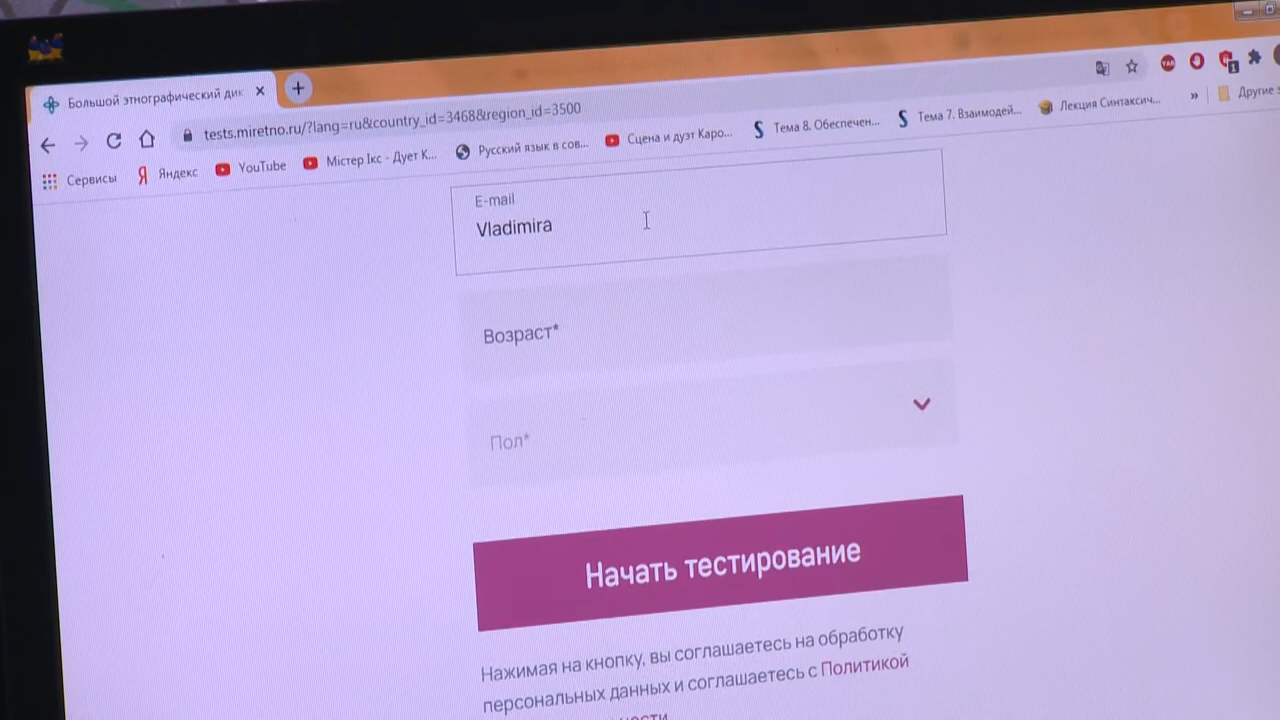 Большой этнографический дик
tests.miretno.ru/?lang=ru&country_id=3468&region_id=3500
Сервисы
Яндекс
YouTube
Містер Ікс - Дует К...
Русский язык в сов...
Сцена и дуэт Каро...
Тема 8. Обеспечен...
Тема 7. Взаимодей...
Лекция Синтаксич...
»
Другие з
E-mail
Vladimira
Возраст*
Пол*
Начать тестирование
Нажимая на кнопку, вы соглашаетесь на обработку
персональных данных и соглашаетесь с Политикой